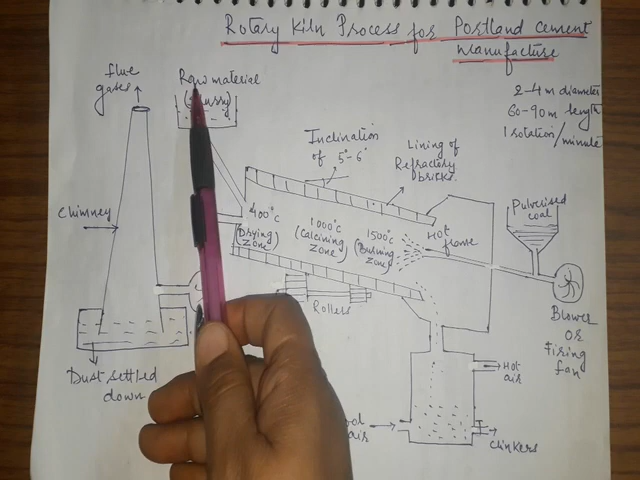 Rotary Kiln Process for Portland cement
Manufacture
flue
gases
Raw material
(slurry)
2-4 m diameter
60-90 m length
1 rotation/minute
Inclination
of 5°-6°
Lining of
Refractory
bricks.
Chimney
400°C
(Drying
zone)
1000°C
(Calcining
zone)
1500°C
(Burning
zone)
Hot
flame
Pulverised
coal
Rollers
Blower
or
Firing
fan
Dust settled
down
Hot
air
air
Clinkers